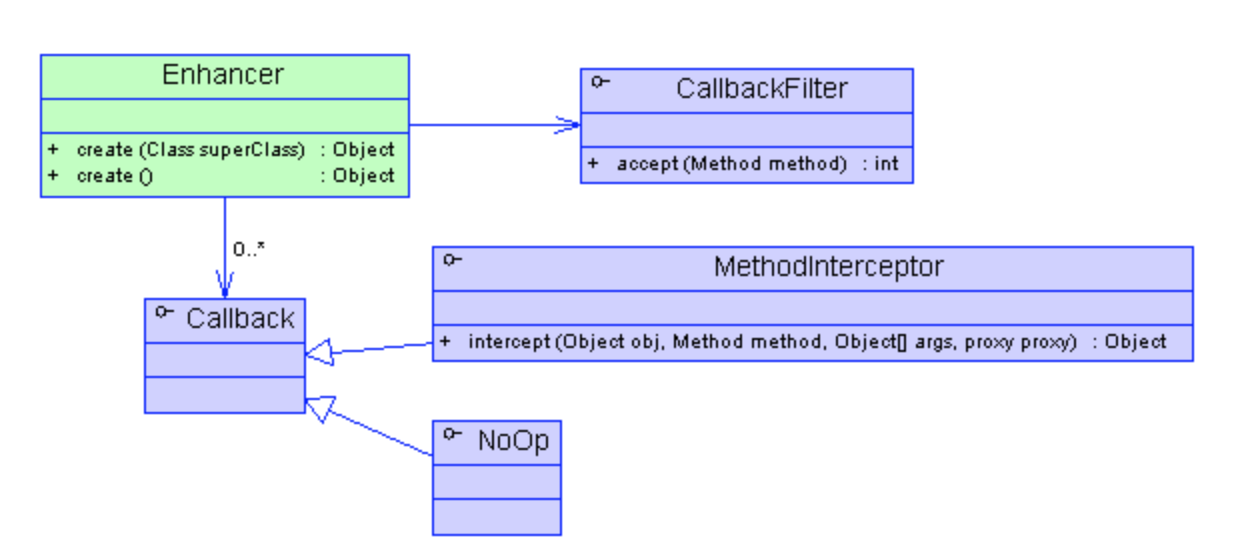 Enhancer
+ create (Class superClass) : Object
+ create () : Object
CallbackFilter
+ accept (Method method) : int
0..*
MethodInterceptor
+ intercept (Object obj, Method method, Object[] args, proxy proxy) : Object
Callback
NoOp